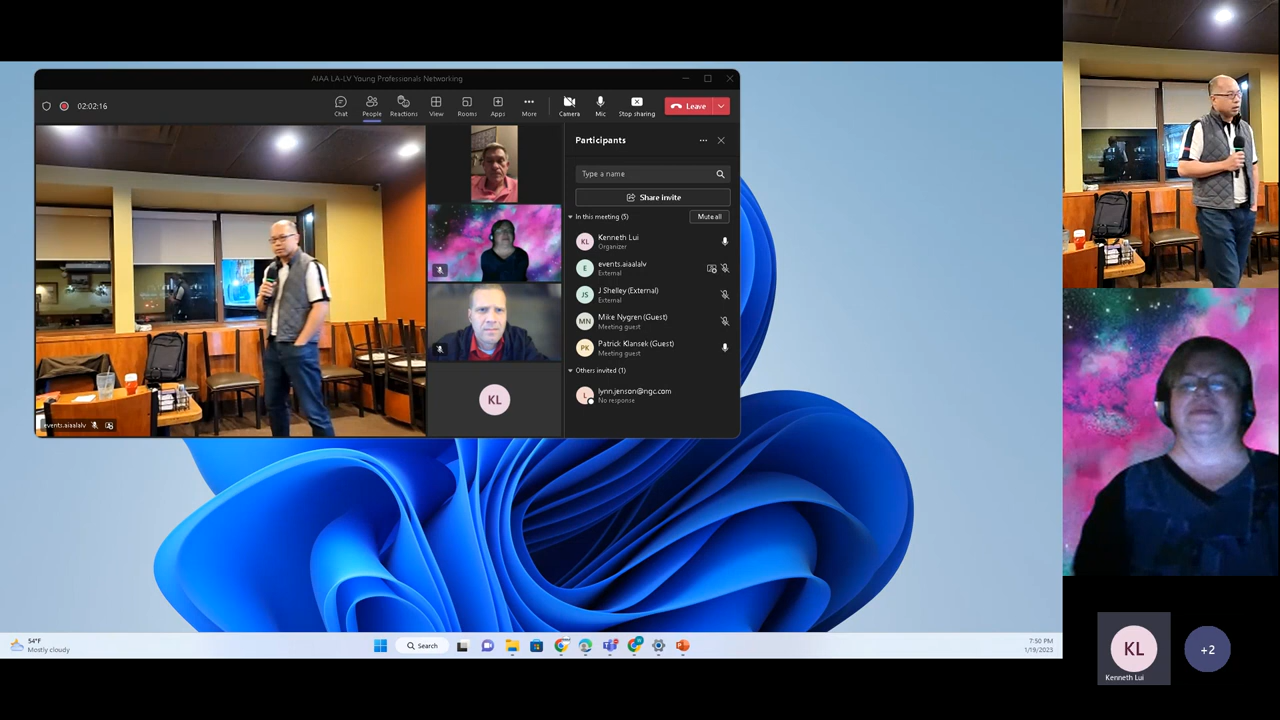 AIAA LA-LV Young Professionals Networking
02:02:16
Chat
People
Reactions
View
Rooms
Apps
More
Camera
Mic
Stop sharing
Leave
Participants
Type a name
Share invite
In this meeting (5)
Mute all
KL
Kenneth Lui
Organizer
E
events.aiaalalv
External
JS
J Shelley (External)
External
MN
Mike Nygren (Guest)
Meeting guest
PK
Patrick Klansek (Guest)
Meeting guest
Others invited (1)
L
lynn.jenson@ngc.com
No response
KL
events.aiaalalv
54°F
Mostly cloudy
Search
7:50 PM
1/19/2023
KL
Kenneth Lui
+2